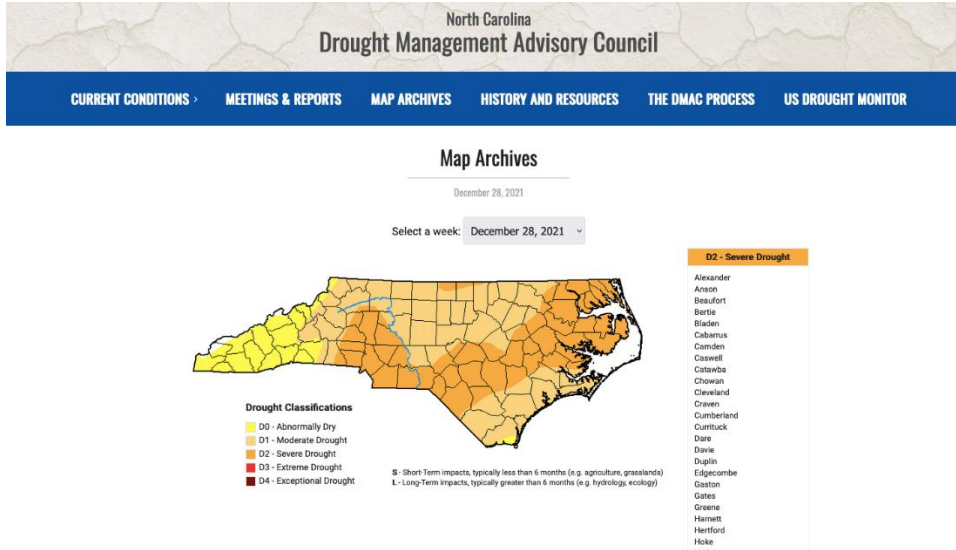 North Carolina
Drought Management Advisory Council
CURRENT CONDITIONS ›
MEETINGS & REPORTS
MAP ARCHIVES
HISTORY AND RESOURCES
THE DMAC PROCESS
US DROUGHT MONITOR
Map Archives
December 28, 2021
Select a week: December 28, 2021
Drought Classifications
D0 - Abnormally Dry
D1 - Moderate Drought
D2 - Severe Drought
D3 - Extreme Drought
D4 - Exceptional Drought
S - Short-Term impacts, typically less than 6 months (e.g. agriculture, grasslands)
L - Long-Term impacts, typically greater than 6 months (e.g. hydrology, ecology)
D2 - Severe Drought
Alexander
Anson
Beaufort
Bertie
Bladen
Cabarrus
Camden
Caswell
Catawba
Chowan
Cleveland
Craven
Cumberland
Currituck
Dare
Davie
Duplin
Edgecombe
Gaston
Gates
Greene
Harnett
Hertford
Hoke